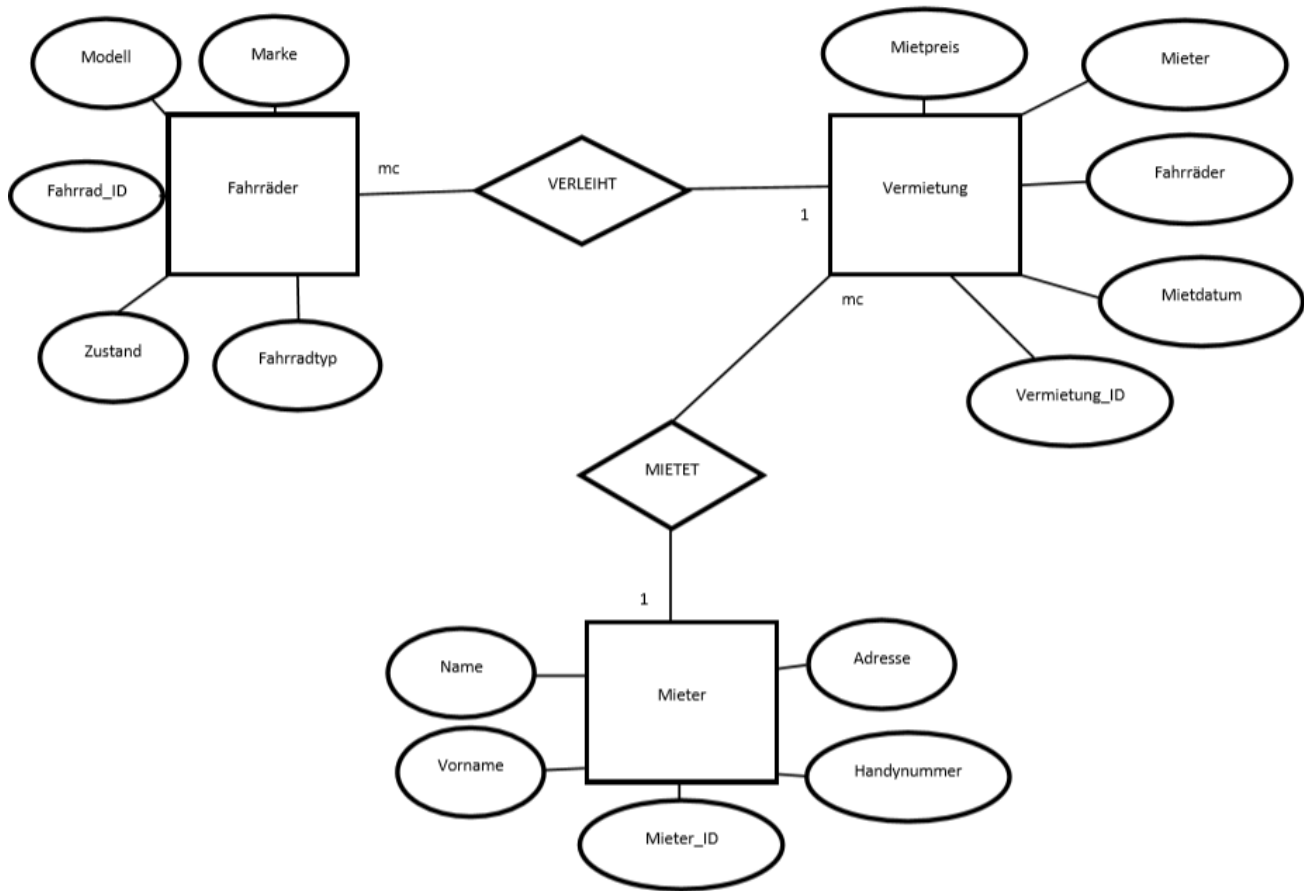 Modell
Marke
Mietpreis
Mieter
Fahrrad_ID
Fahrräder
mc
VERLEIHT
1
Vermietung
Fahrräder
Mietdatum
mc
Zustand
Fahrradtyp
Vermietung_ID
MIETET
1
Name
Mieter
Adresse
Vorname
Handynummer
Mieter_ID